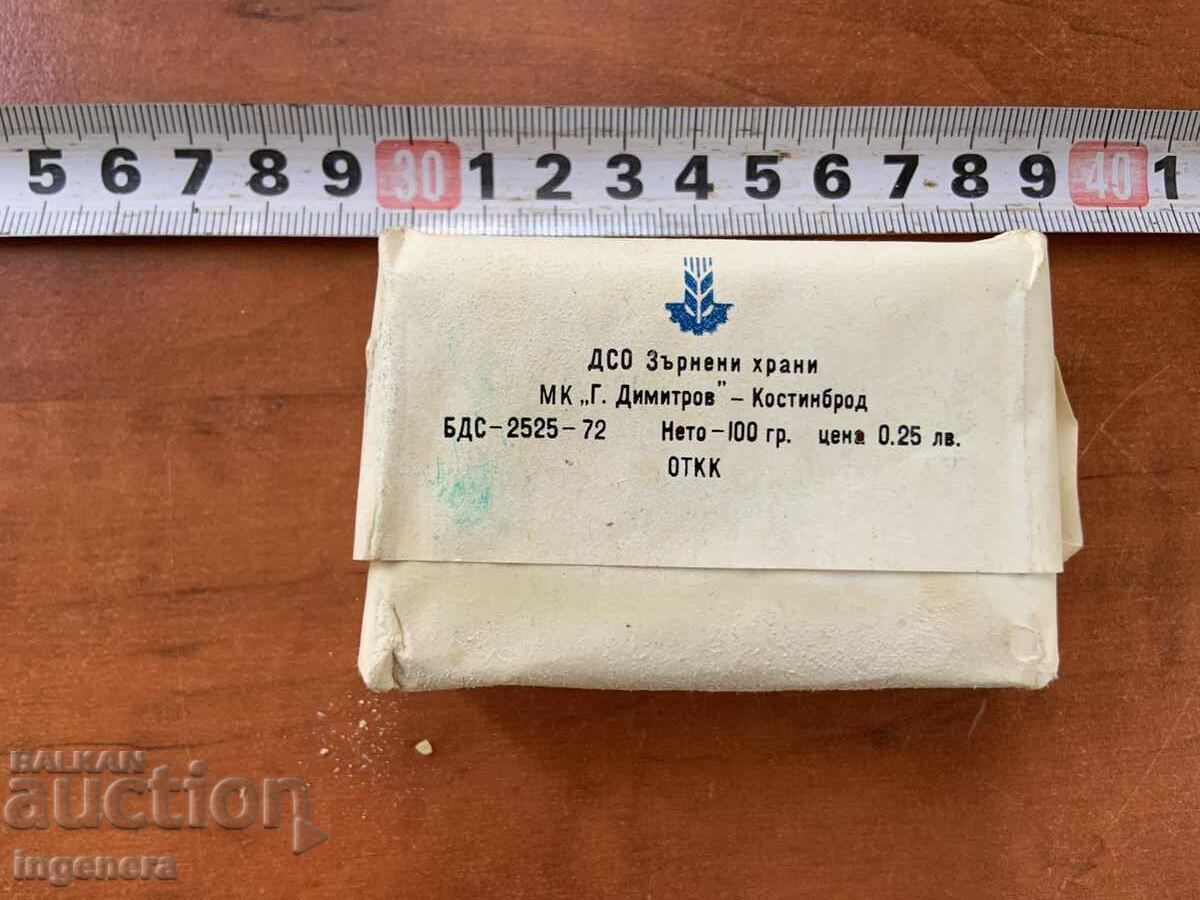 5 6 7 8 9 30 1 2 3 4 5 6 7 8 9 40 1
ДСО Зърнени храни
МК „Г. Димитров" – Костинброд
БДС-2525-72 Нето-100 гр. цена 0.25 лв.
ОТКК
BALKAN
auction
ingenera